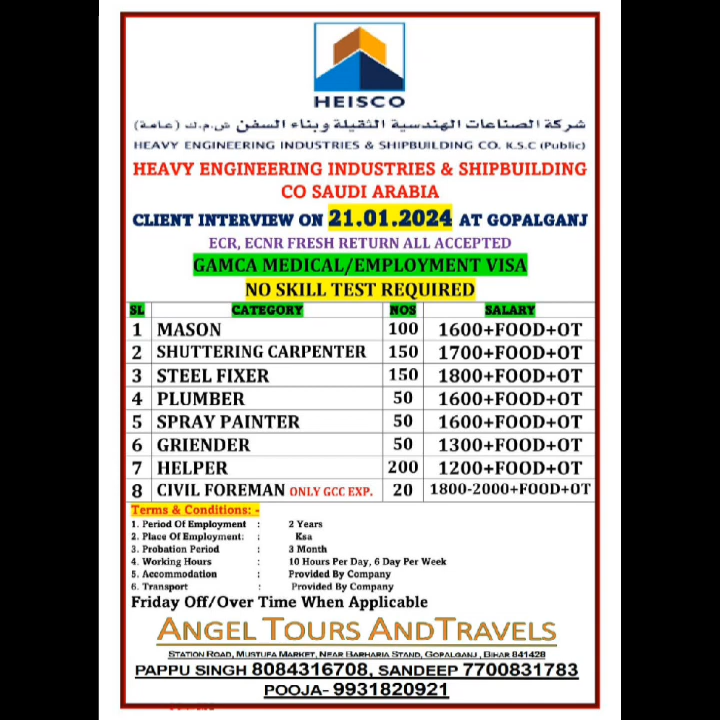 HEISCO
شركة الصناعات الهندسية الثقيلة وبناء السفن ش.م.ك (عامة)
HEAVY ENGINEERING INDUSTRIES & SHIPBUILDING CO. K.S.C (Public)
HEAVY ENGINEERING INDUSTRIES & SHIPBUILDING
CO SAUDI ARABIA
CLIENT INTERVIEW ON 21.01.2024 AT GOPALGANJ
ECR, ECNR FRESH RETURN ALL ACCEPTED
GAMCA MEDICAL/EMPLOYMENT VISA
NO SKILL TEST REQUIRED
SL CATEGORY NOS SALARY
1 MASON 100 1600+FOOD+OT
2 SHUTTERING CARPENTER 150 1700+FOOD+OT
3 STEEL FIXER 150 1800+FOOD+OT
4 PLUMBER 50 1600+FOOD+OT
5 SPRAY PAINTER 50 1600+FOOD+OT
6 GRIENDER 50 1300+FOOD+OT
7 HELPER 200 1200+FOOD+OT
8 CIVIL FOREMAN ONLY GCC EXP. 20 1800-2000+FOOD+OT
Terms & Conditions: -
1. Period Of Employment : 2 Years
2. Place Of Employment: : Ksa
3. Probation Period : 3 Month
4. Working Hours : 10 Hours Per Day, 6 Day Per Week
5. Accommodation : Provided By Company
6. Transport : Provided By Company
Friday Off/Over Time When Applicable
ANGEL TOURS AND TRAVELS
STATION ROAD, MUSTUFA MARKET, NEAR BARHARIA STAND, GOPALGANJ, BIHAR 841428
PAPPU SINGH 8084316708, SANDEEP 7700831783
POOJA- 9931820921